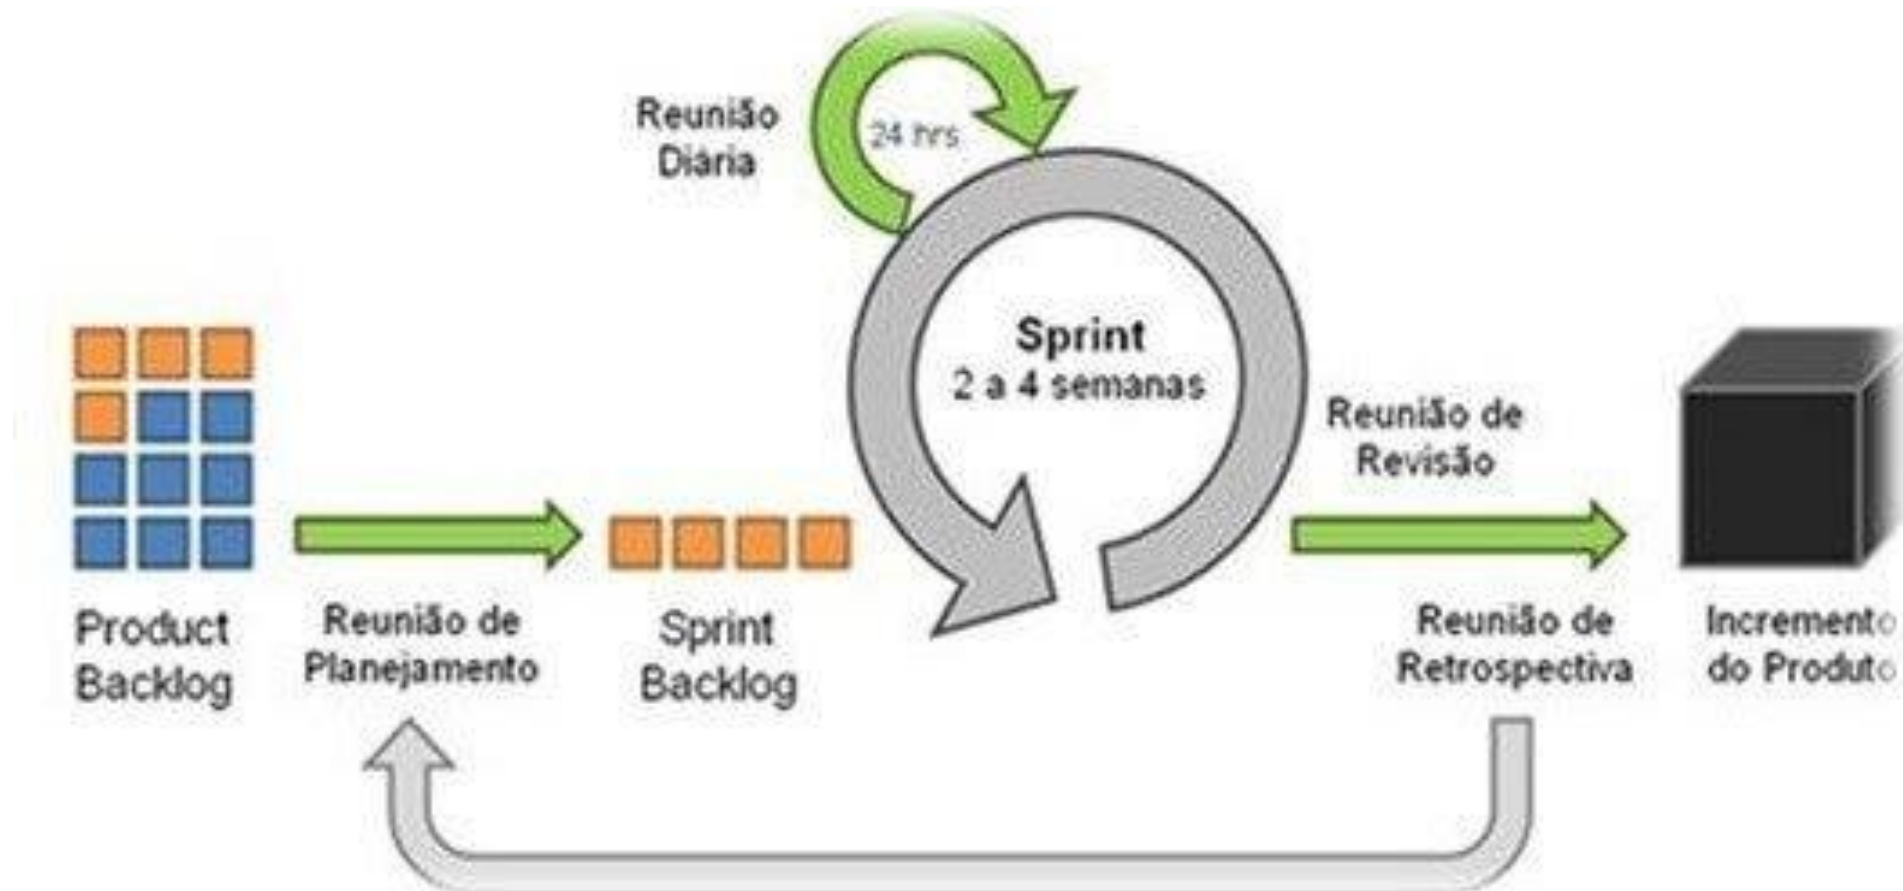 Reunião
Diária
24 hrs
Sprint
2 a 4 semanas
Reunião de
Revisão
Product
Backlog
Reunião de
Planejamento
Sprint
Backlog
Reunião de
Retrospectiva
Incremento
do Produto